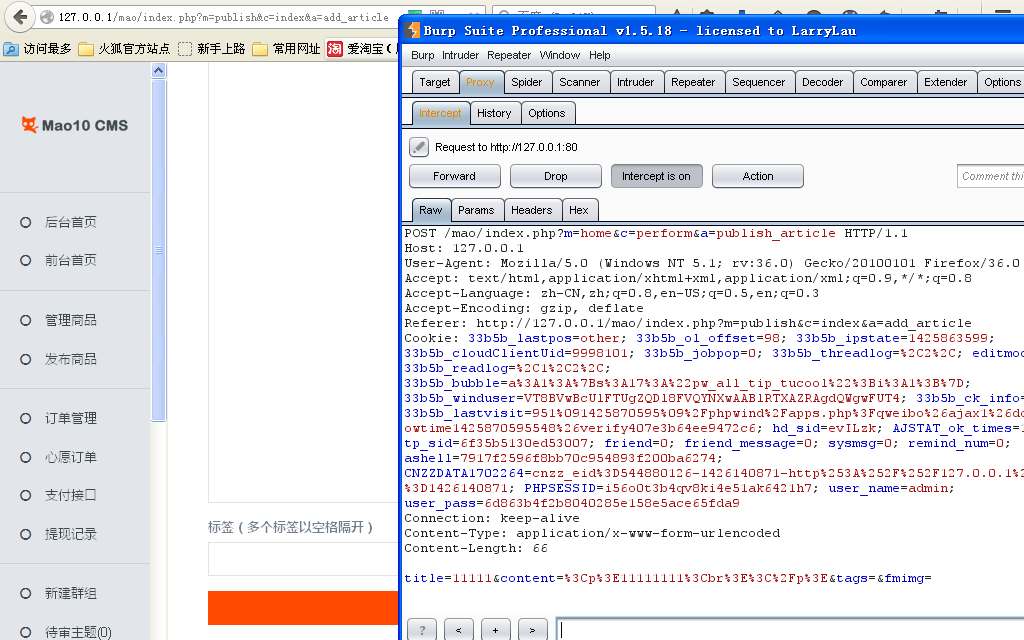 127.0.0.1/mao/index.php?m=publish&c=index&a=add_article
访问最多 火狐官方站点 新手上路 常用网址 爱淘宝
Mao10 CMS
后台首页
前台首页
管理商品
发布商品
订单管理
心愿订单
支付接口
提现记录
新建群组
待审主题(0)
标签（多个标签以空格隔开）
Burp Suite Professional v1.5.18 - licensed to LarryLau
Burp Intruder Repeater Window Help
Target Proxy Spider Scanner Intruder Repeater Sequencer Decoder Comparer Extender Options
Intercept History Options
Request to http://127.0.0.1:80
Forward Drop Intercept is on Action Comment thi
Raw Params Headers Hex
POST /mao/index.php?m=home&c=perform&a=publish_article HTTP/1.1
Host: 127.0.0.1
User-Agent: Mozilla/5.0 (Windows NT 5.1; rv:36.0) Gecko/20100101 Firefox/36.0
Accept: text/html,application/xhtml+xml,application/xml;q=0.9,*/*;q=0.8
Accept-Language: zh-CN,zh;q=0.8,en-US;q=0.5,en;q=0.3
Accept-Encoding: gzip, deflate
Referer: http://127.0.0.1/mao/index.php?m=publish&c=index&a=add_article
Cookie: 33b5b_lastpos=other; 33b5b_ol_offset=98; 33b5b_ipstate=1425863599;
33b5b_cloudClientUid=9998101; 33b5b_jobpop=0; 33b5b_threadlog=%2C2%2C; editmod
33b5b_readlog=%2C1%2C2%2C;
33b5b_bubble=a%3A1%3A%7Bs%3A17%3A%22pw_all_tip_tucool%22%3Bi%3A1%3B%7D;
33b5b_winduser=VT8BVwBcUlFTUgZQD18FVQYNXwAAB1RTXAZRAgdQWgwFUT4; 33b5b_ck_info=
33b5b_lastvisit=951%091425870595%09%2Fphpwind%2Fapps.php%3Fqweibo%26ajax1%26do
owtime1425870595548%26verify407e3b64ee9472c6; hd_sid=evILzk; AJSTAT_ok_times=1
tp_sid=6f35b5130ed53007; friend=0; friend_message=0; sysmsg=0; remind_num=0;
ashell=7917f2596f8bb70c954893f200ba6274;
CNZZDATA1702264=cnzz_eid%3D544880126-1426140871-http%253A%252F%252F127.0.0.1%2
%3D1426140871; PHPSESSID=i56o0t3b4qv8ki4e51ak6421h7; user_name=admin;
user_pass=6d863b4f2b8040285e158e5ace65fda9
Connection: keep-alive
Content-Type: application/x-www-form-urlencoded
Content-Length: 66
title=11111&content=%3Cp%3E11111111%3Cbr%3E%3C%2Fp%3E&tags=&fmimg=
? < + >